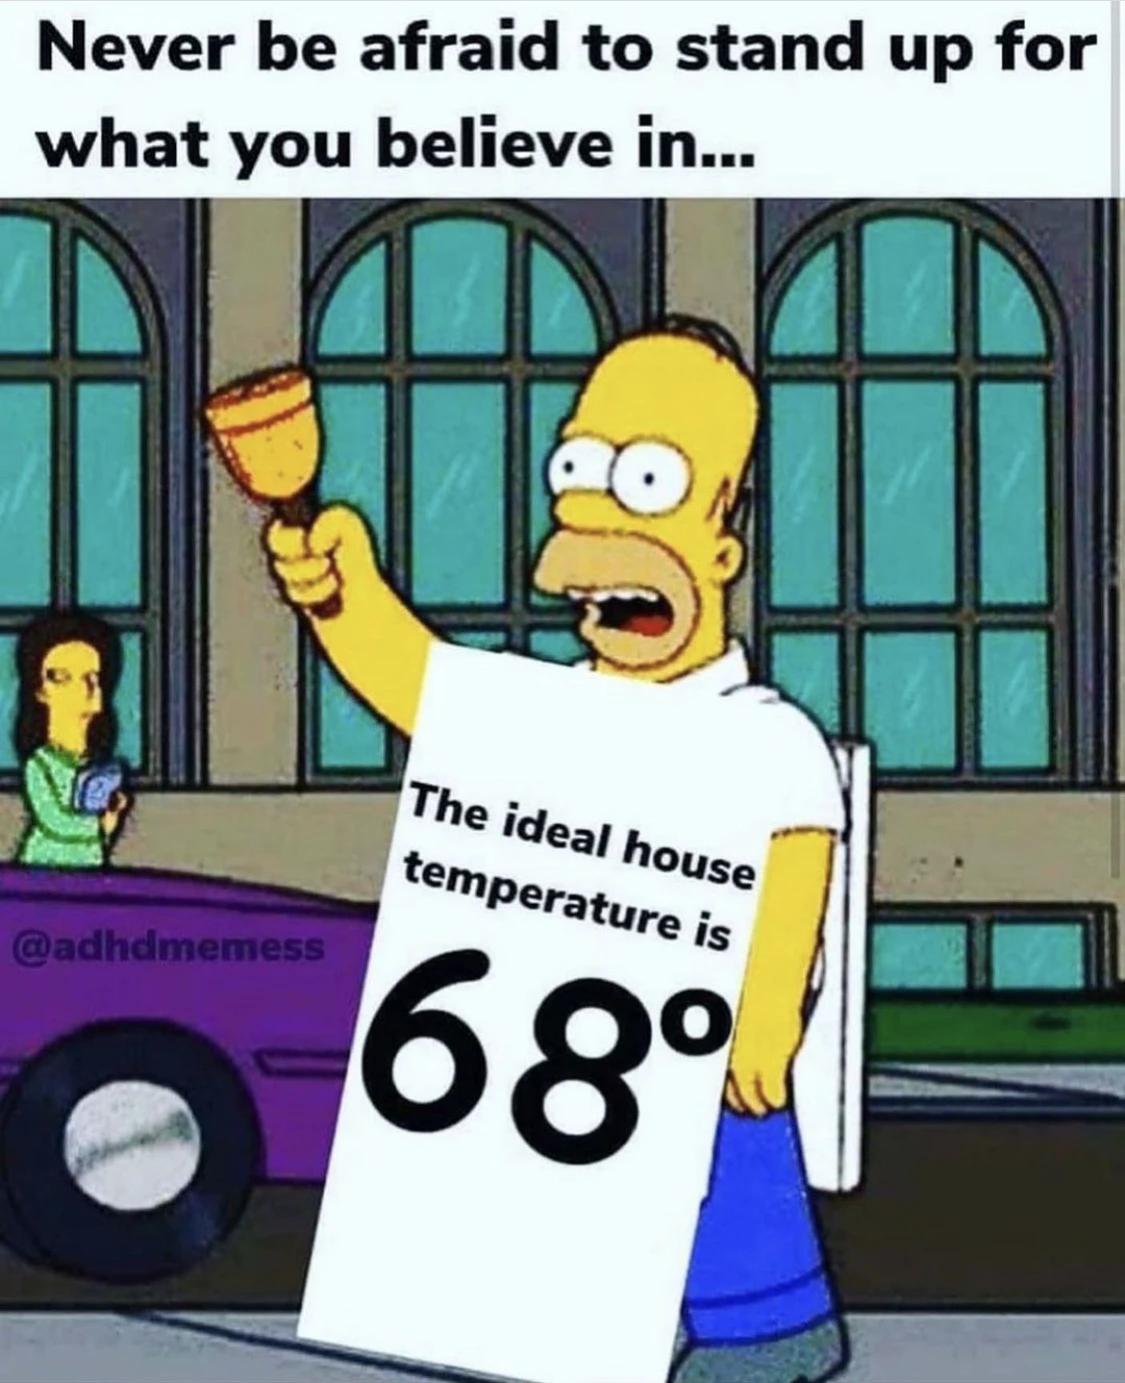 Never be afraid to stand up for
what you believe in...
The ideal house
temperature is
68°
@adhdmemess